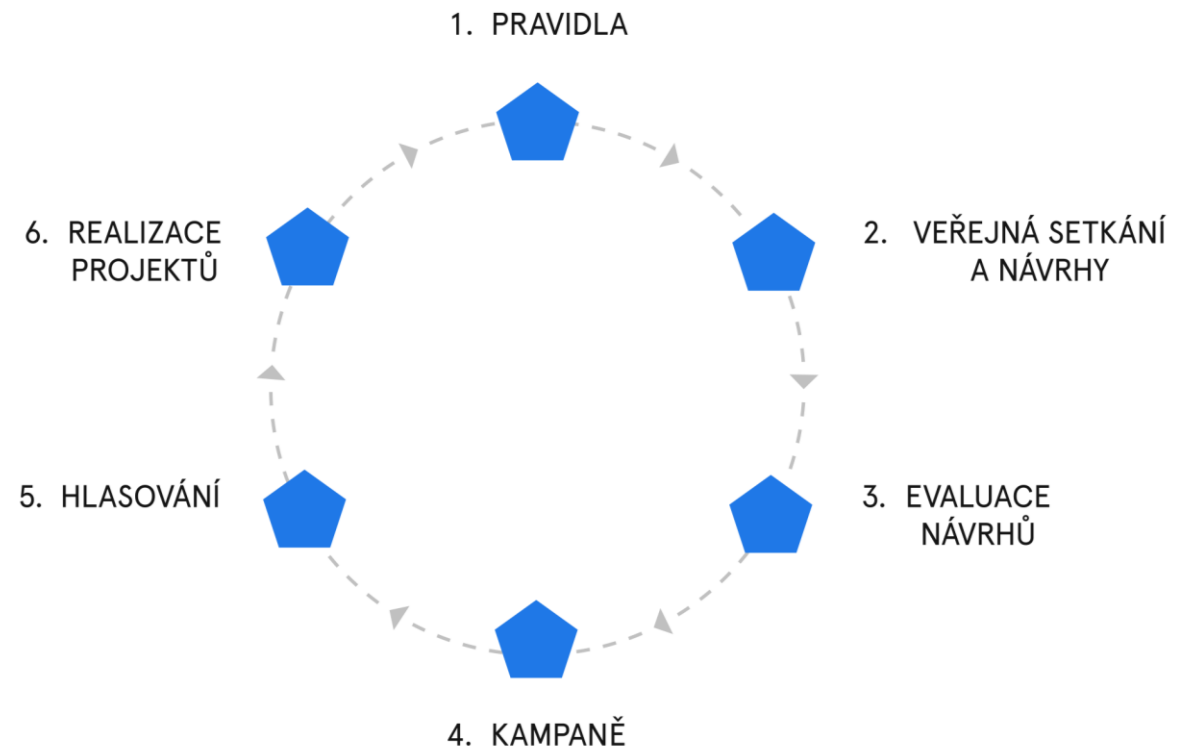 1. PRAVIDLA
2. VEŘEJNÁ SETKÁNÍ
A NÁVRHY
3. EVALUACE
NÁVRHŮ
4. KAMPANĚ
5. HLASOVÁNÍ
6. REALIZACE
PROJEKTŮ